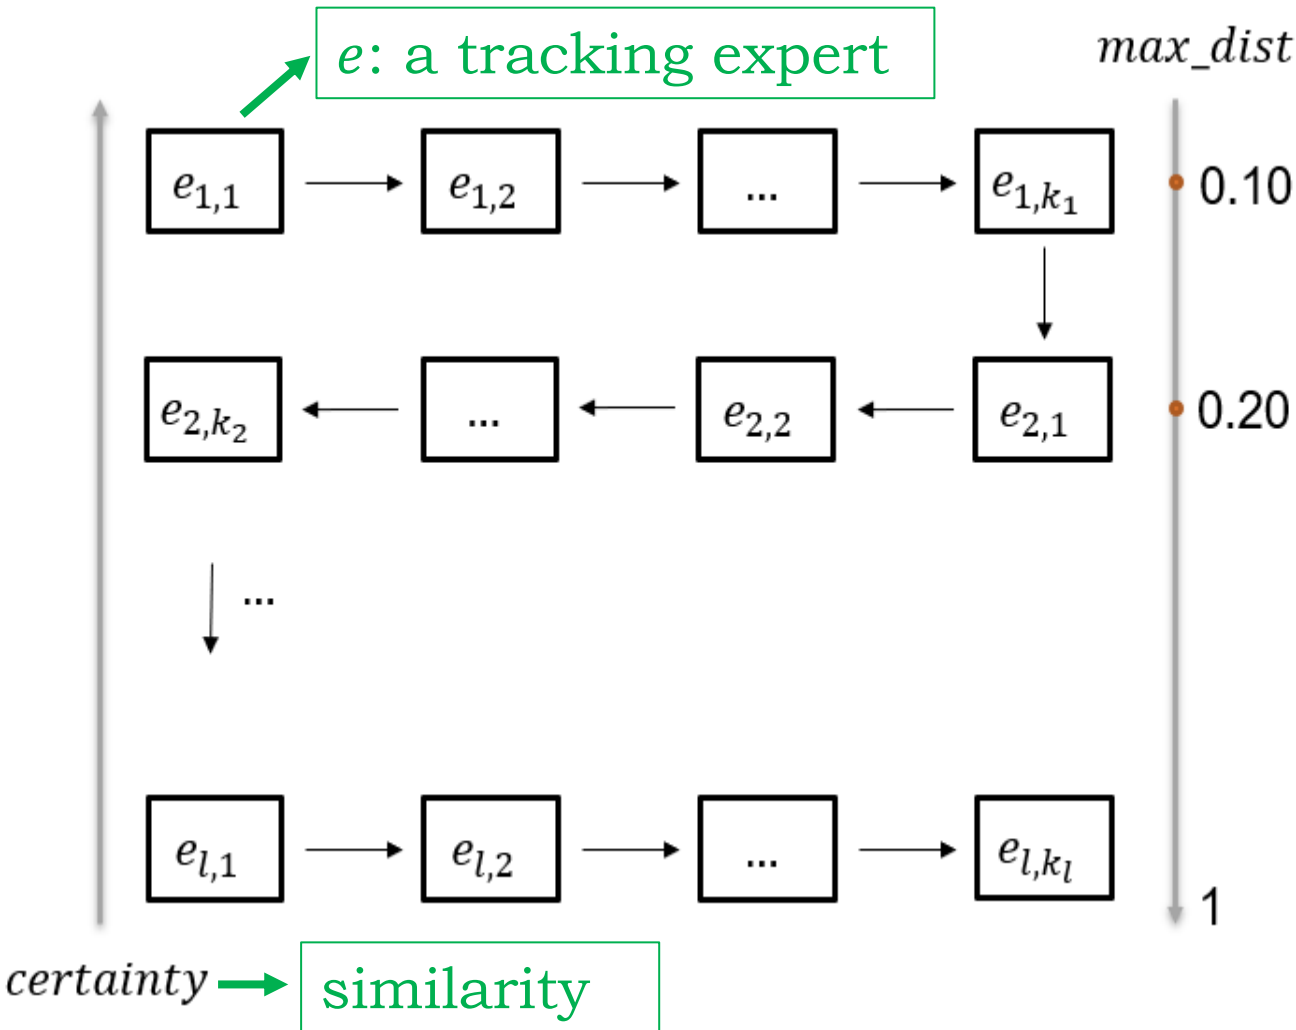 e: a tracking expert
max_dist
e1,1 e1,2 ... e1,k1 0.10
e2,k2 ... e2,2 e2,1 0.20
...
el,1 el,2 ... el,kl
1
certainty
similarity